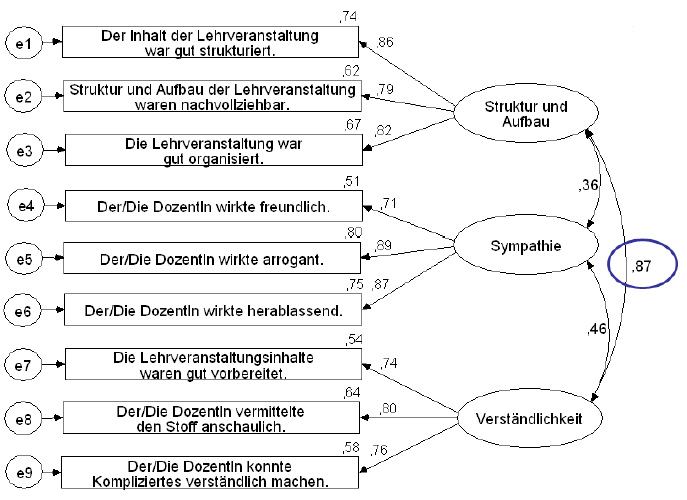 ,74
e1
Der Inhalt der Lehrveranstaltung
war gut strukturiert.
,86
,62
e2
Struktur und Aufbau der Lehrveranstaltung
waren nachvollziehbar.
,79
Struktur und
Aufbau
,67
e3
Die Lehrveranstaltung war
gut organisiert.
,82
,36
,51
e4
Der/Die DozentIn wirkte freundlich.
,71
,80
e5
Der/Die DozentIn wirkte arrogant.
,89
Sympathie
,87
,75
e6
Der/Die DozentIn wirkte herablassend.
,87
,46
,54
e7
Die Lehrveranstaltungsinhalte
waren gut vorbereitet.
,74
,64
e8
Der/Die DozentIn vermittelte
den Stoff anschaulich.
,80
Verständlichkeit
,58
e9
Der/Die DozentIn konnte
Kompliziertes verständlich machen.
,76